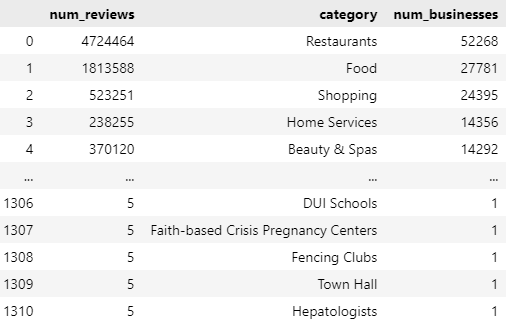 num_reviews category num_businesses
0 4724464 Restaurants 52268
1 1813588 Food 27781
2 523251 Shopping 24395
3 238255 Home Services 14356
4 370120 Beauty & Spas 14292
... ... ... ...
1306 5 DUI Schools 1
1307 5 Faith-based Crisis Pregnancy Centers 1
1308 5 Fencing Clubs 1
1309 5 Town Hall 1
1310 5 Hepatologists 1